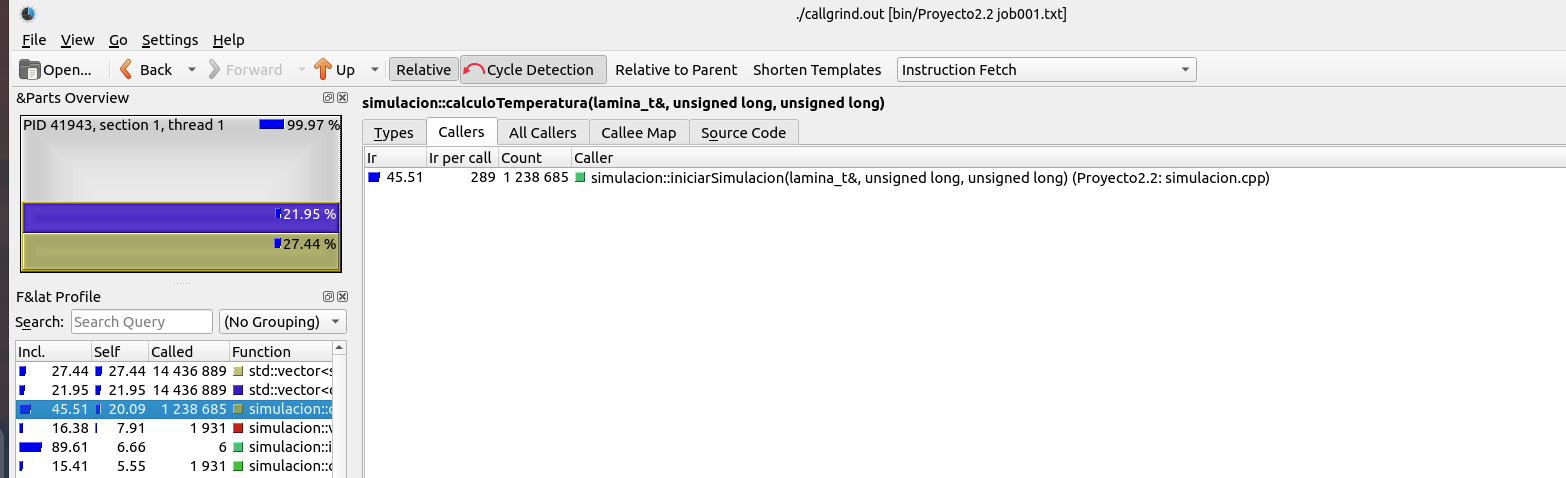 ./callgrind.out [bin/Proyecto2.2 job001.txt]
File View Go Settings Help
Open... Back Forward Up Relative Cycle Detection Relative to Parent Shorten Templates Instruction Fetch
&Parts Overview
PID 41943, section 1, thread 1 99.97 %
21.95 %
27.44 %
F&lat Profile
Search: Search Query (No Grouping)
Incl. Self Called Function
27.44 27.44 14 436 889 std::vector<s
21.95 21.95 14 436 889 std::vector<c
45.51 20.09 1 238 685 simulacion::c
16.38 7.91 1 931 simulacion::v
89.61 6.66 6 simulacion::i
15.41 5.55 1 931 simulacion::c
simulacion::calculoTemperatura(lamina_t&, unsigned long, unsigned long)
Types Callers All Callers Callee Map Source Code
Ir Ir per call Count Caller
45.51 289 1 238 685 simulacion::iniciarSimulacion(lamina_t&, unsigned long, unsigned long) (Proyecto2.2: simulacion.cpp)